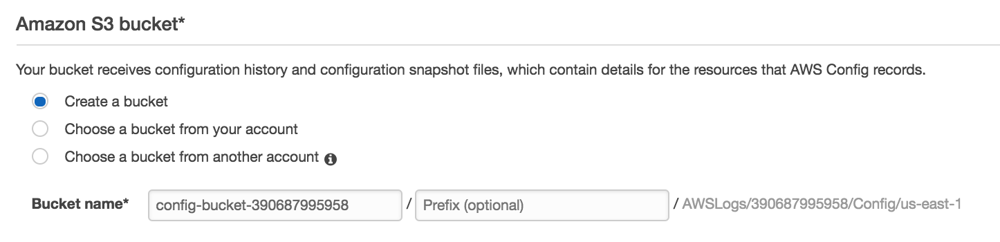 Amazon S3 bucket*
Your bucket receives configuration history and configuration snapshot files, which contain details for the resources that AWS Config records.
Create a bucket
Choose a bucket from your account
Choose a bucket from another account i
Bucket name* config-bucket-390687995958 / Prefix (optional) / AWSLogs/390687995958/Config/us-east-1